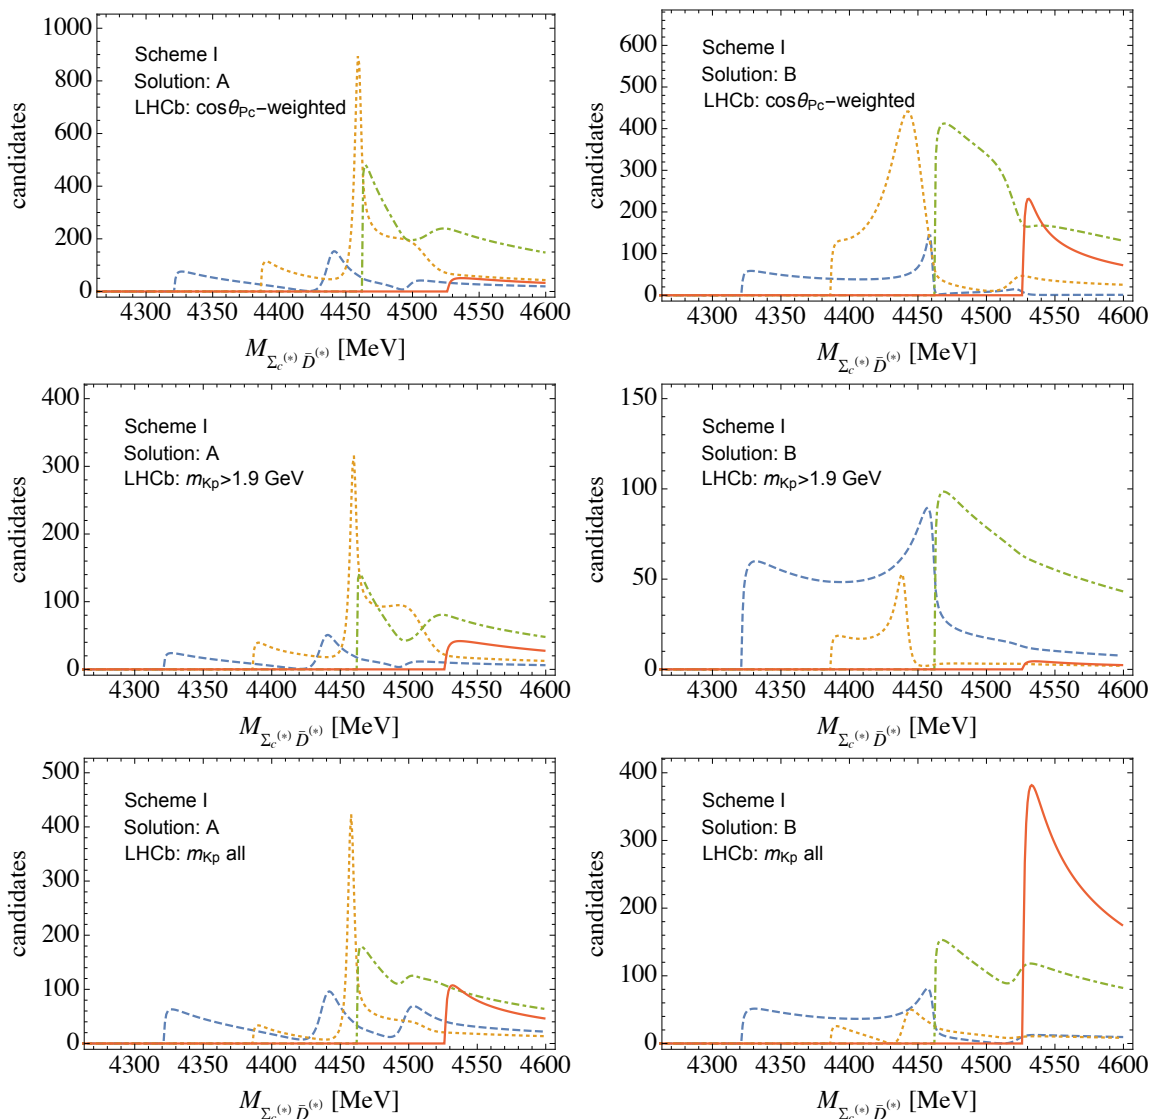 1000
800
600
400
200
0
candidates
Scheme I
Solution: A
LHCb: cosθPc−weighted
4300 4350 4400 4450 4500 4550 4600
MΣc(*) D̄(*) [MeV]
600
500
400
300
200
100
0
candidates
Scheme I
Solution: B
LHCb: cosθPc−weighted
4300 4350 4400 4450 4500 4550 4600
MΣc(*) D̄(*) [MeV]
400
300
200
100
0
candidates
Scheme I
Solution: A
LHCb: mKp>1.9 GeV
4300 4350 4400 4450 4500 4550 4600
MΣc(*) D̄(*) [MeV]
150
100
50
0
candidates
Scheme I
Solution: B
LHCb: mKp>1.9 GeV
4300 4350 4400 4450 4500 4550 4600
MΣc(*) D̄(*) [MeV]
500
400
300
200
100
0
candidates
Scheme I
Solution: A
LHCb: mKp all
4300 4350 4400 4450 4500 4550 4600
MΣc(*) D̄(*) [MeV]
400
300
200
100
0
candidates
Scheme I
Solution: B
LHCb: mKp all
4300 4350 4400 4450 4500 4550 4600
MΣc(*) D̄(*) [MeV]